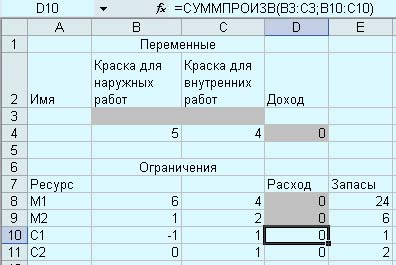 D10 fx =СУММПРОИЗВ(B3:C3;B10:C10)
A B C D E
1 Переменные
Краска для Краска для
наружных внутренних
2 Имя работ работ Доход
3
4 5 4 0
5
6 Ограничения
7 Ресурс Расход Запасы
8 M1 6 4 0 24
9 M2 1 2 0 6
10 C1 -1 1 0 1
11 C2 0 1 0 2